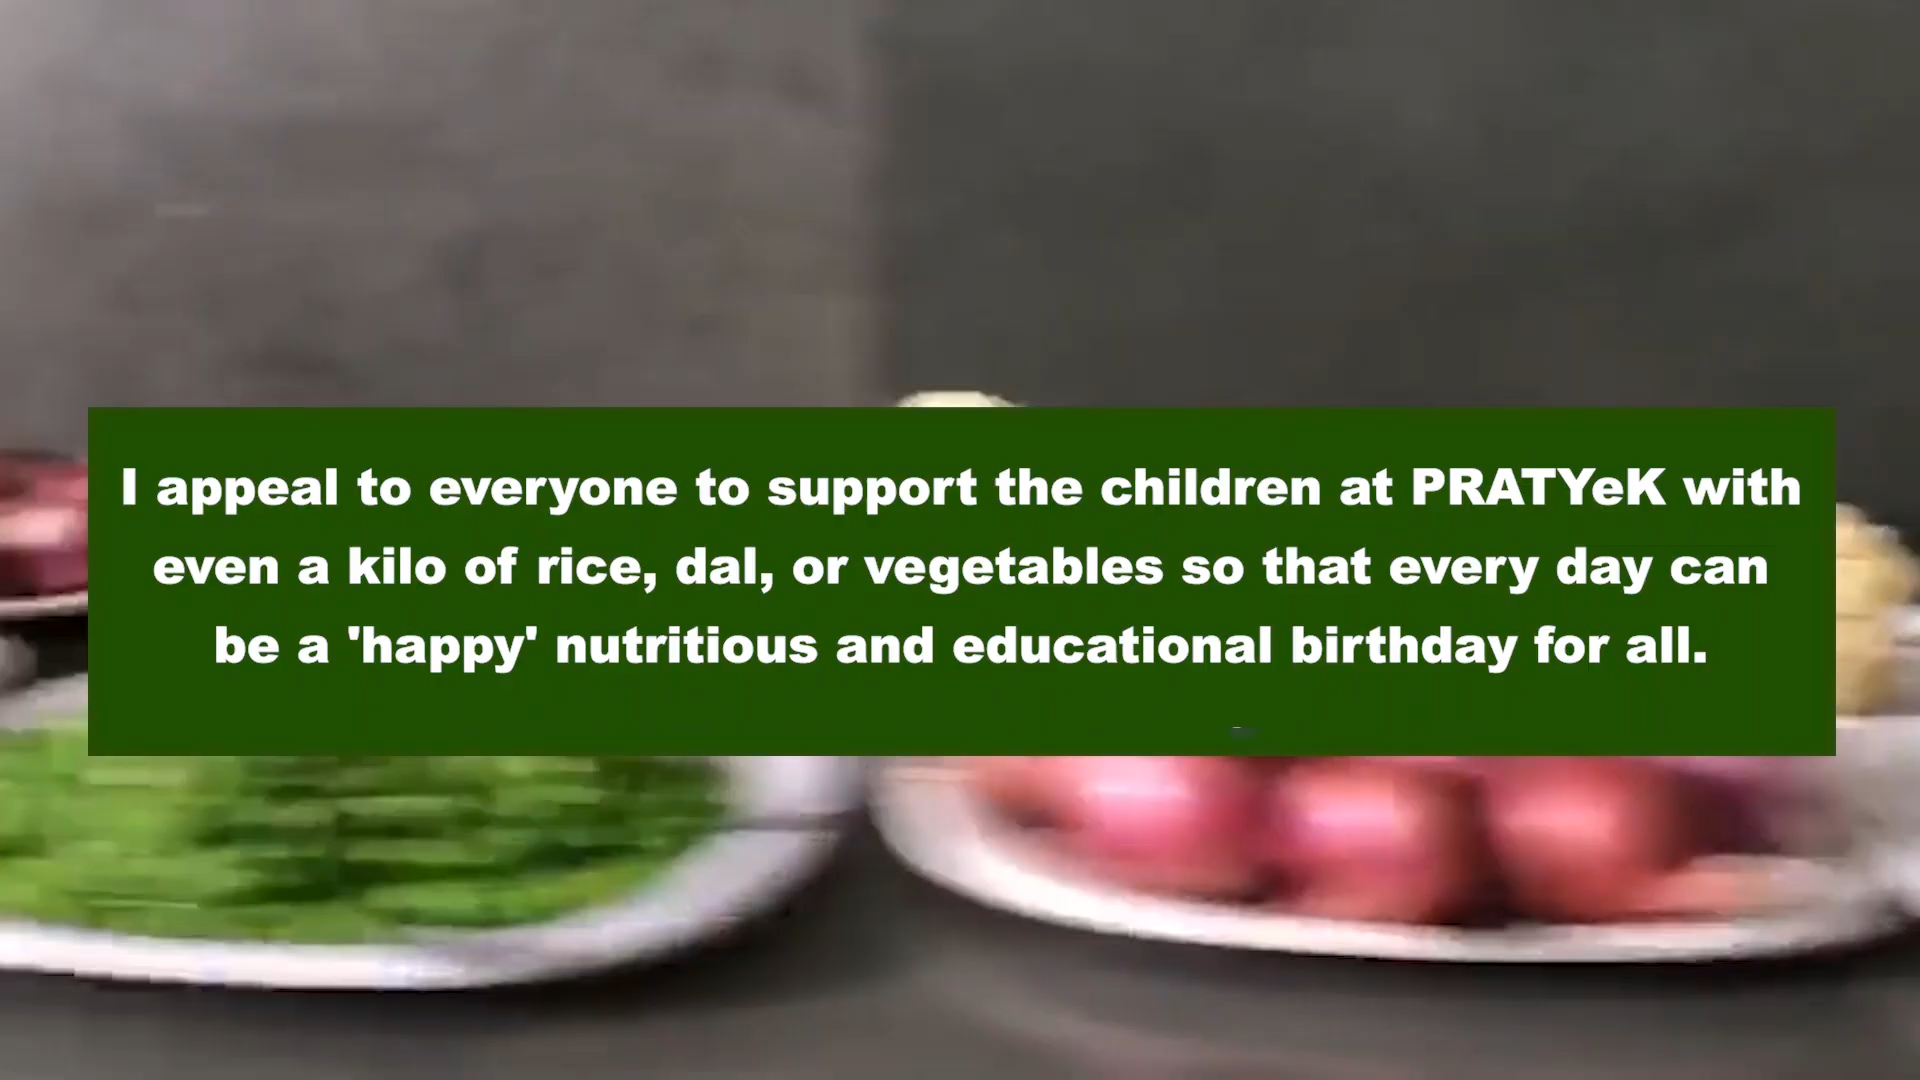 I appeal to everyone to support the children at PRATYeK with
even a kilo of rice, dal, or vegetables so that every day can
be a 'happy' nutritious and educational birthday for all.